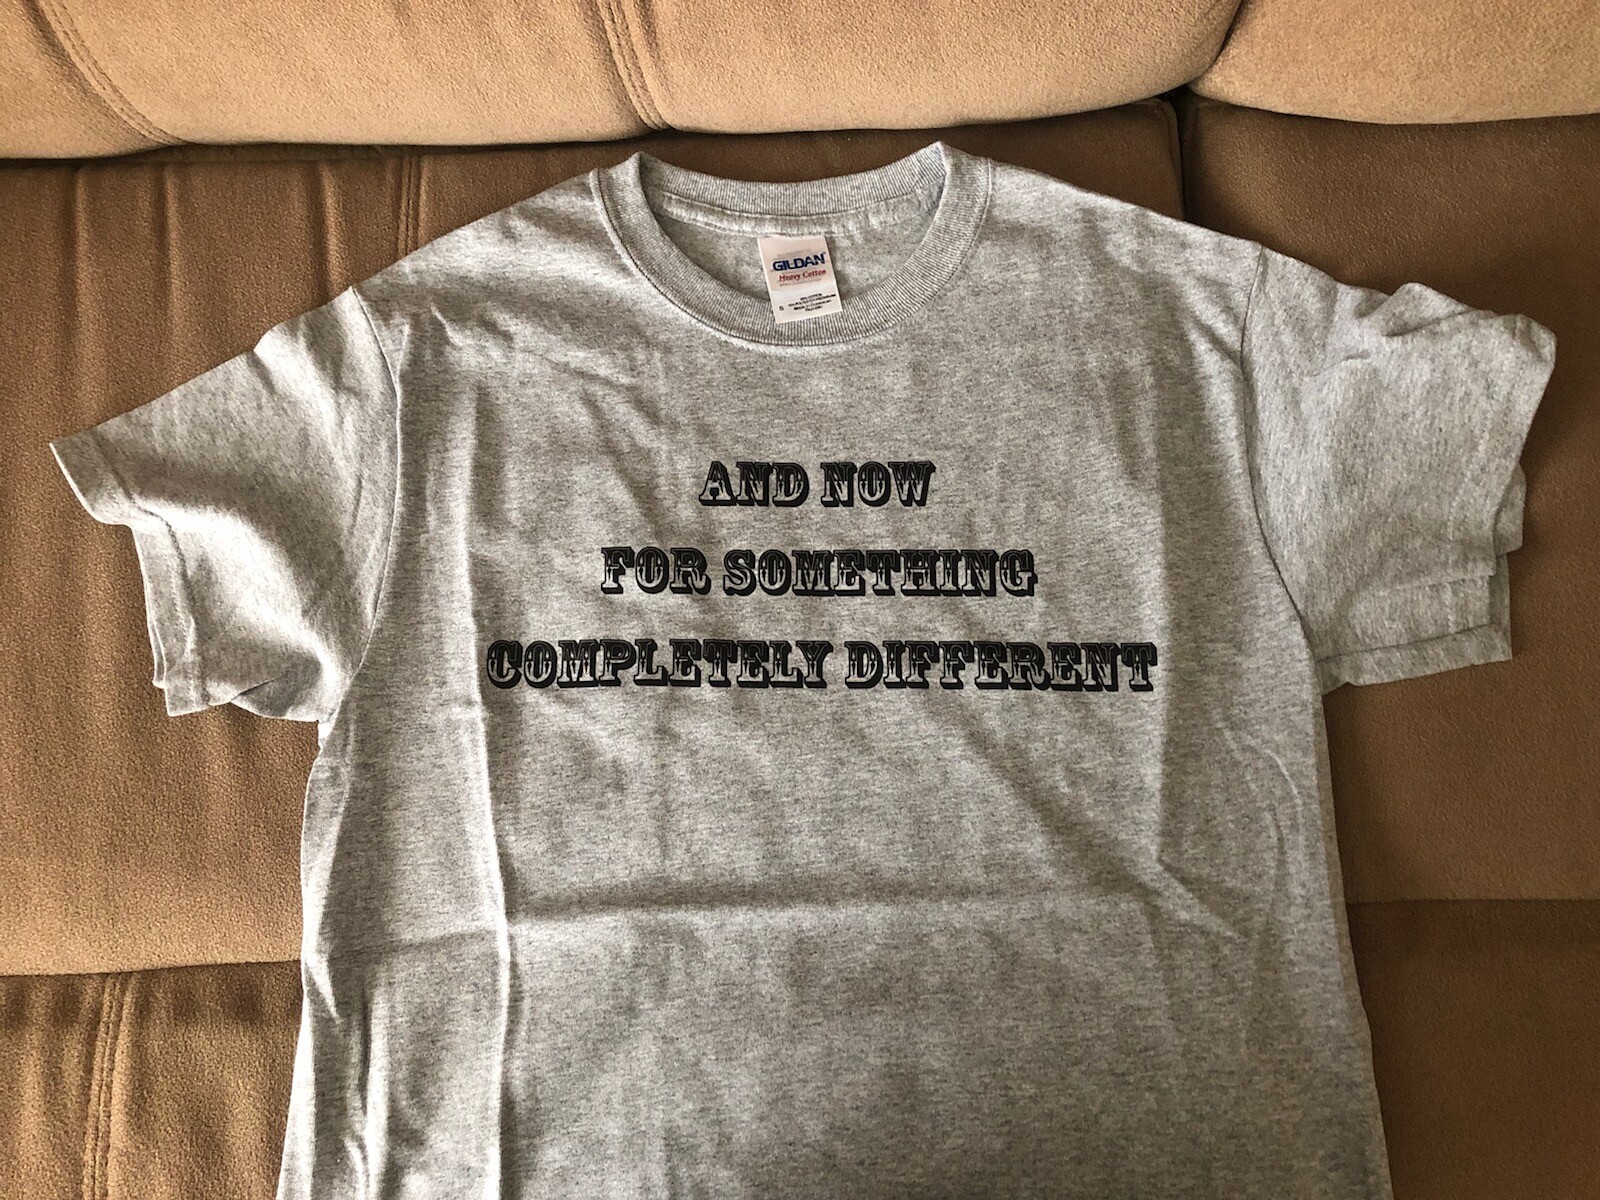 GILDAN
Heavy Cotton
S
AND NOW
FOR SOMETHING
COMPLETELY DIFFERENT